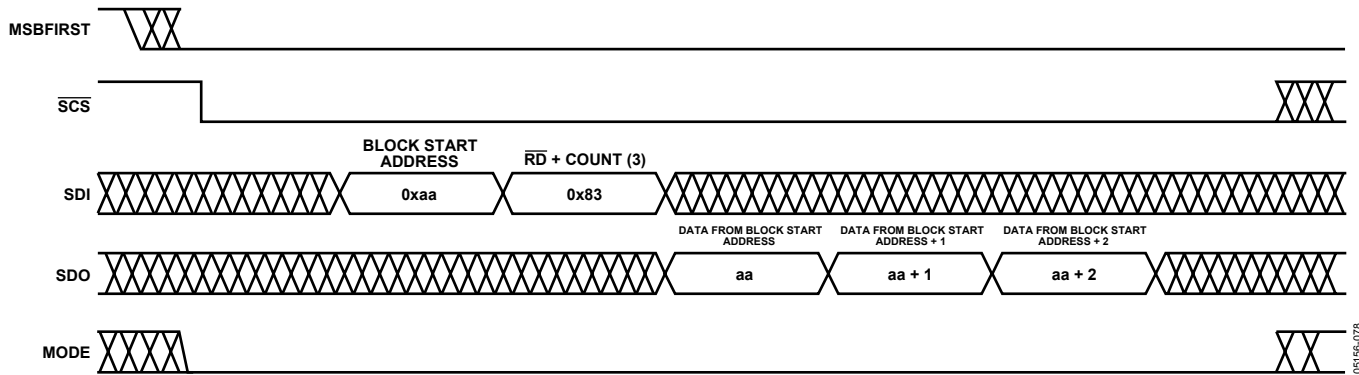 MSBFIRST
SCS
BLOCK START
ADDRESS
RD + COUNT (3)
SDI
0xaa
0x83
DATA FROM BLOCK START
ADDRESS
DATA FROM BLOCK START
ADDRESS + 1
DATA FROM BLOCK START
ADDRESS + 2
SDO
aa
aa + 1
aa + 2
MODE
05156-078